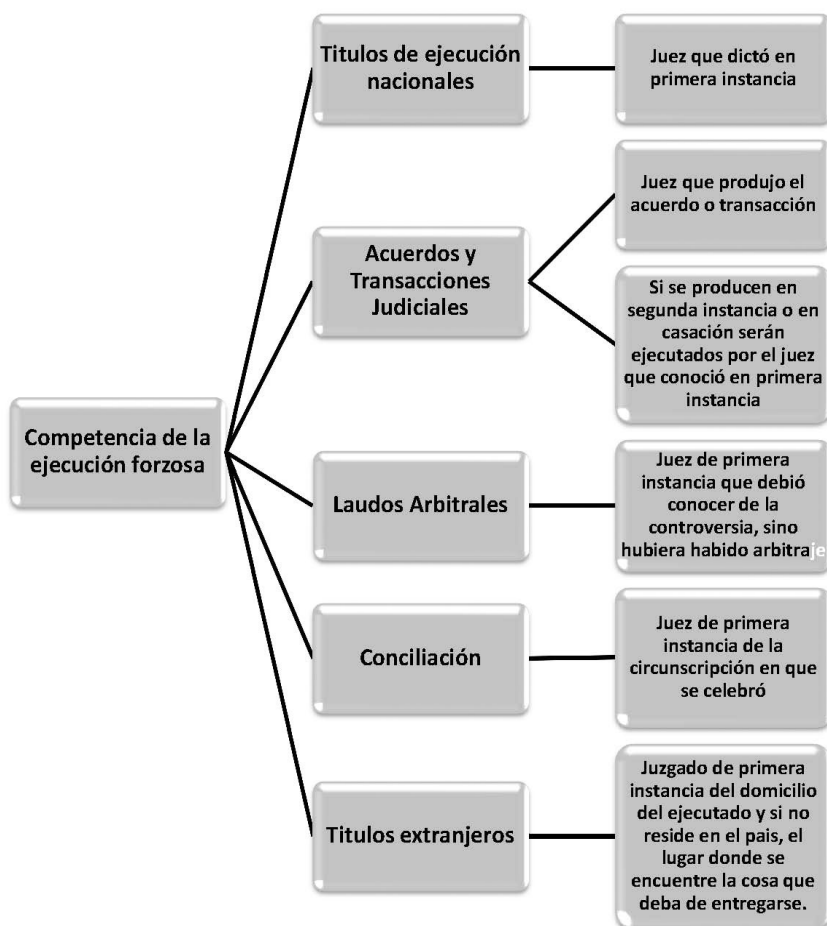 Competencia de la
ejecución forzosa
Titulos de ejecución
nacionales
Juez que dictó en
primera instancia
Acuerdos y
Transacciones
Judiciales
Juez que produjo el
acuerdo o transacción
Si se producen en
segunda instancia o en
casación serán
ejecutados por el juez
que conoció en primera
instancia
Laudos Arbitrales
Juez de primera
instancia que debió
conocer de la
controversia, sino
hubiera habido arbitraje
Conciliación
Juez de primera
instancia de la
circunscripción en que
se celebró
Titulos extranjeros
Juzgado de primera
instancia del domicilio
del ejecutado y si no
reside en el pais, el
lugar donde se
encuentre la cosa que
deba de entregarse.